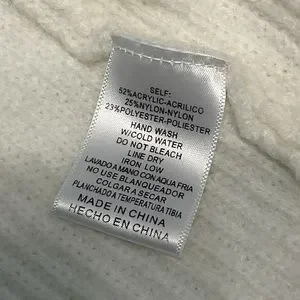 SELF:
52%ACRYLIC-ACRILICO
25%NYLON-NYLON
23%POLYESTER-POLIESTER
HAND WASH
W/COLD WATER
DO NOT BLEACH
LINE DRY
IRON LOW
LAVADO A MANO CON AQUA FRIA
NO USE BLANQUEADOR
COLGAR A SECAR
PLANCHADO A TEMPERATURA TIBIA
MADE IN CHINA
HECHO EN CHINA